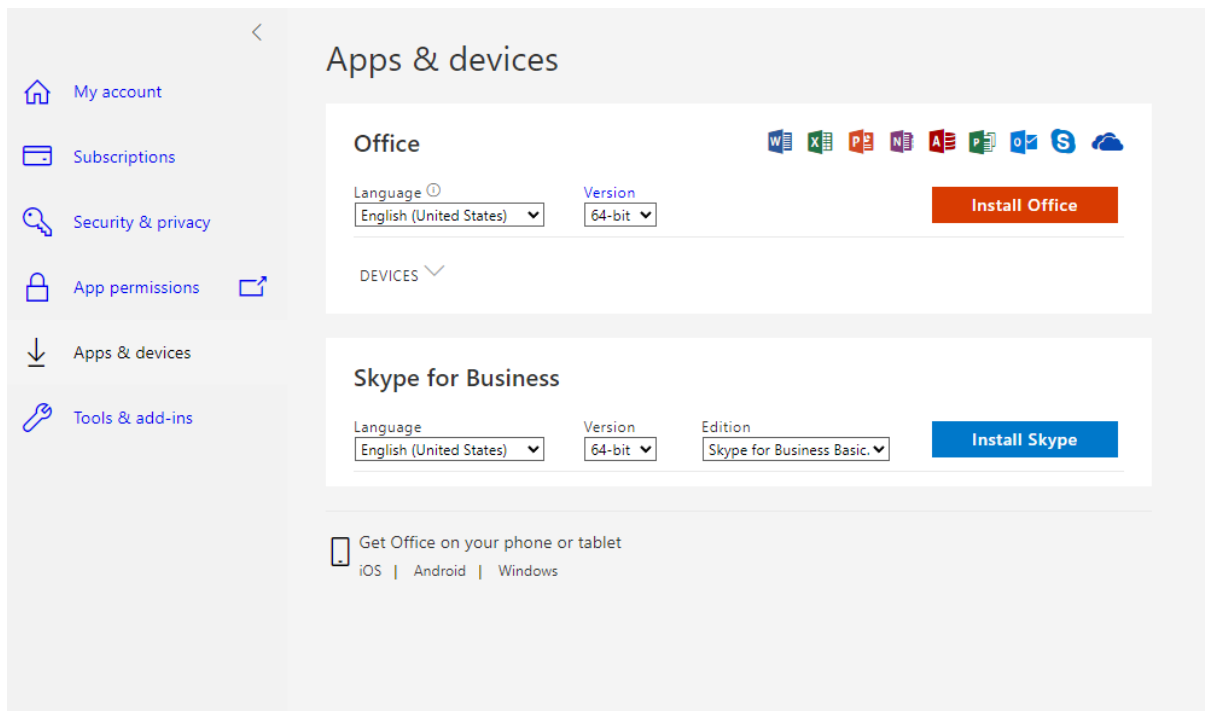 My account
Subscriptions
Security & privacy
App permissions
Apps & devices
Tools & add-ins
Apps & devices
Office
Language
Version
English (United States)
64-bit
Install Office
DEVICES
Skype for Business
Language
Version
Edition
English (United States)
64-bit
Skype for Business Basic.
Install Skype
Get Office on your phone or tablet
iOS | Android | Windows